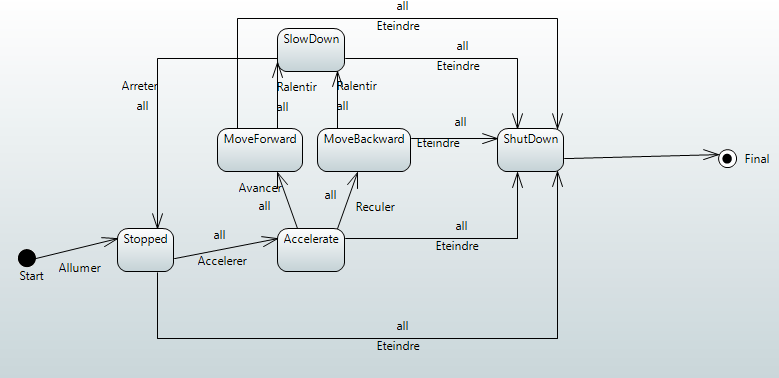 all
Eteindre
SlowDown
all
Eteindre
Arreter
all
Ralentir
all
Ralentir
all
all
Eteindre
MoveForward
MoveBackward
ShutDown
Final
Avancer
all
all
Reculer
Stopped
all
Accelerer
Accelerate
all
Eteindre
Start
Allumer
all
Eteindre